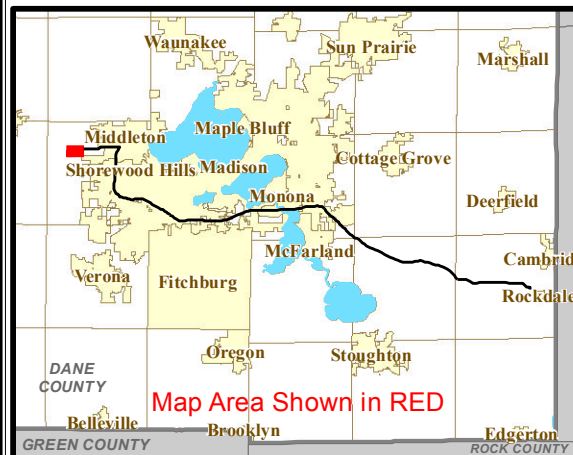 Waunakee
Sun Prairie
Marshall
Middleton
Maple Bluff
Shorewood Hills
Madison
Cottage Grove
Monona
Deerfield
McFarland
Cambrid
Verona
Fitchburg
Rockdale
Oregon
Stoughton
DANE
COUNTY
Map Area Shown in RED
Belleville
Brooklyn
Edgerton
GREEN COUNTY
ROCK COUNTY